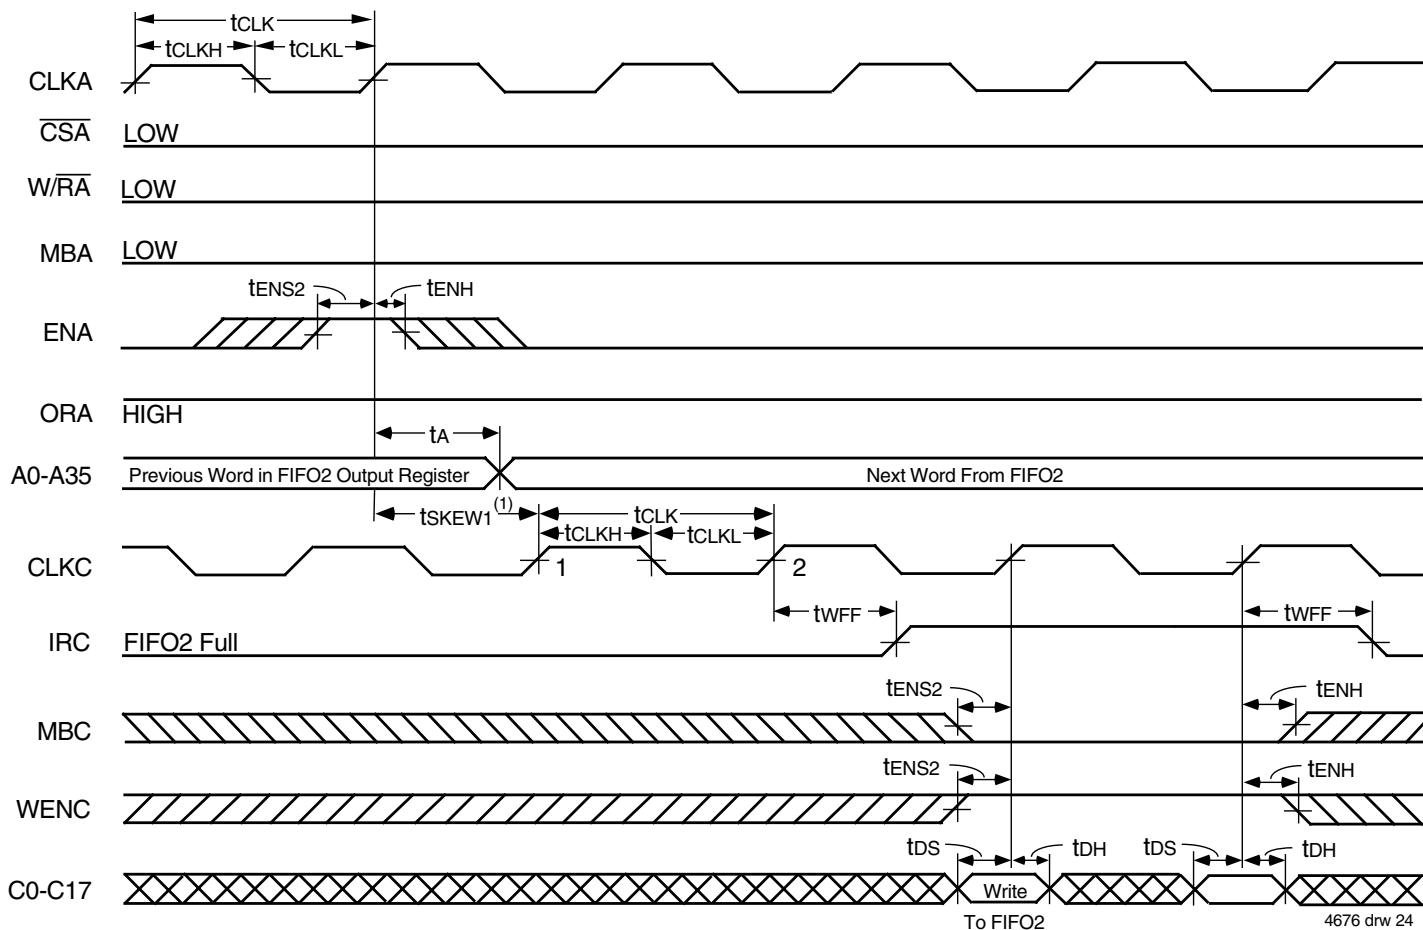 tCLK
tCLKH
tCLKL
CLKA
CSA
LOW
W/RA
LOW
MBA
LOW
tENS2
tENH
ENA
ORA
HIGH
tA
A0-A35
Previous Word in FIFO2 Output Register
Next Word From FIFO2
tSKEW1
(1)
tCLK
tCLKH
tCLKL
CLKC
1
2
tWFF
tWFF
IRC
FIFO2 Full
tENS2
tENH
MBC
tENS2
tENH
WENC
tDS
tDH
tDS
tDH
C0-C17
Write
To FIFO2
4676 drw 24